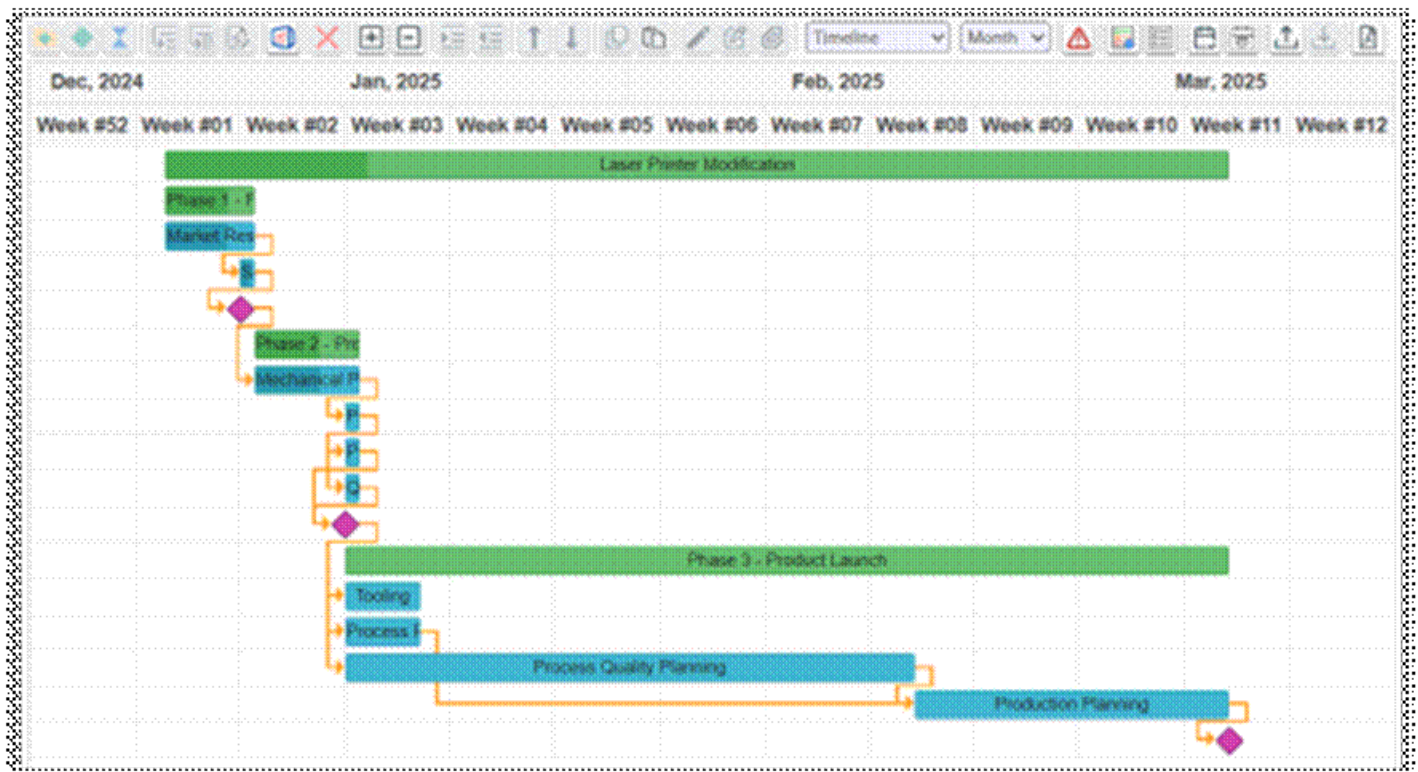 Timeline Month
Dec, 2024 Jan, 2025 Feb, 2025 Mar, 2025
Week #52 Week #01 Week #02 Week #03 Week #04 Week #05 Week #06 Week #07 Week #08 Week #09 Week #10 Week #11 Week #12
Laser Printer Modification
Phase 1 - F
Market Res
S
Phase 2 - Pre
Mechanical P
P
P
Q
Phase 3 - Product Launch
Tooling
Process
Process Quality Planning
Production Planning